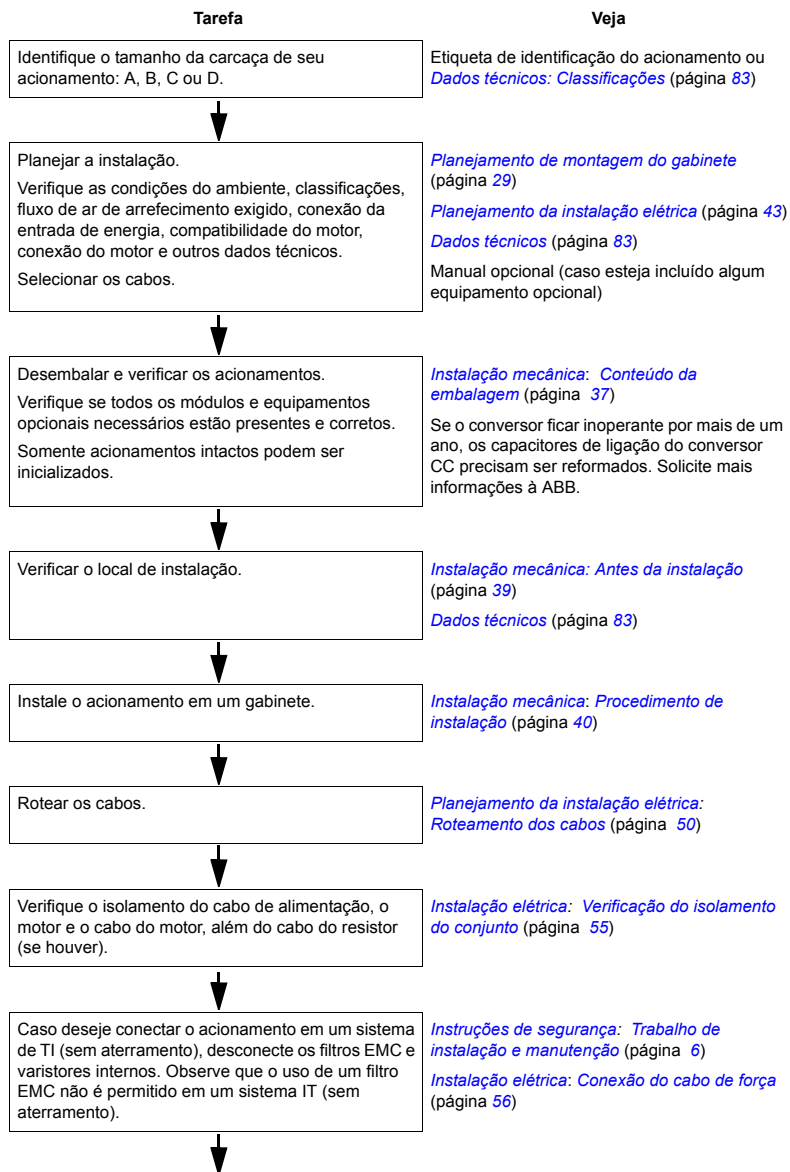 Tarefa
Veja
Identifique o tamanho da carcaça de seu
acionamento: A, B, C ou D.
Etiqueta de identificação do acionamento ou
Dados técnicos: Classificações (página 83)
Planejar a instalação.
Verifique as condições do ambiente, classificações,
fluxo de ar de arrefecimento exigido, conexão da
entrada de energia, compatibilidade do motor,
conexão do motor e outros dados técnicos.
Selecionar os cabos.
Planejamento de montagem do gabinete
(página 29)
Planejamento da instalação elétrica (página 43)
Dados técnicos (página 83)
Manual opcional (caso esteja incluído algum
equipamento opcional)
Desembalar e verificar os acionamentos.
Verifique se todos os módulos e equipamentos
opcionais necessários estão presentes e corretos.
Somente acionamentos intactos podem ser
inicializados.
Instalação mecânica: Conteúdo da
embalagem (página 37)
Se o conversor ficar inoperante por mais de um
ano, os capacitores de ligação do conversor
CC precisam ser reformados. Solicite mais
informações à ABB.
Verificar o local de instalação.
Instalação mecânica: Antes da instalação
(página 39)
Dados técnicos (página 83)
Instale o acionamento em um gabinete.
Instalação mecânica: Procedimento de
instalação (página 40)
Rotear os cabos.
Planejamento da instalação elétrica:
Roteamento dos cabos (página 50)
Verifique o isolamento do cabo de alimentação, o
motor e o cabo do motor, além do cabo do resistor
(se houver).
Instalação elétrica: Verificação do isolamento
do conjunto (página 55)
Caso deseje conectar o acionamento em um sistema
de TI (sem aterramento), desconecte os filtros EMC e
varistores internos. Observe que o uso de um filtro
EMC não é permitido em um sistema IT (sem
aterramento).
Instruções de segurança: Trabalho de
instalação e manutenção (página 6)
Instalação elétrica: Conexão do cabo de força
(página 56)